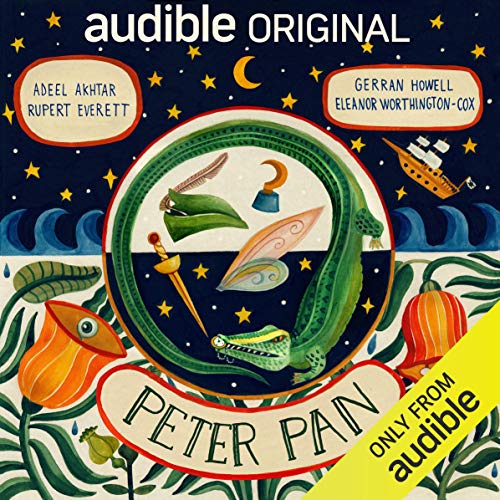 audible ORIGINAL
ADEEL AKHTAR
RUPERT EVERETT
GERRAN HOWELL
ELEANOR WORTHINGTON-COX
PETER PAN
ONLY FROM
audible